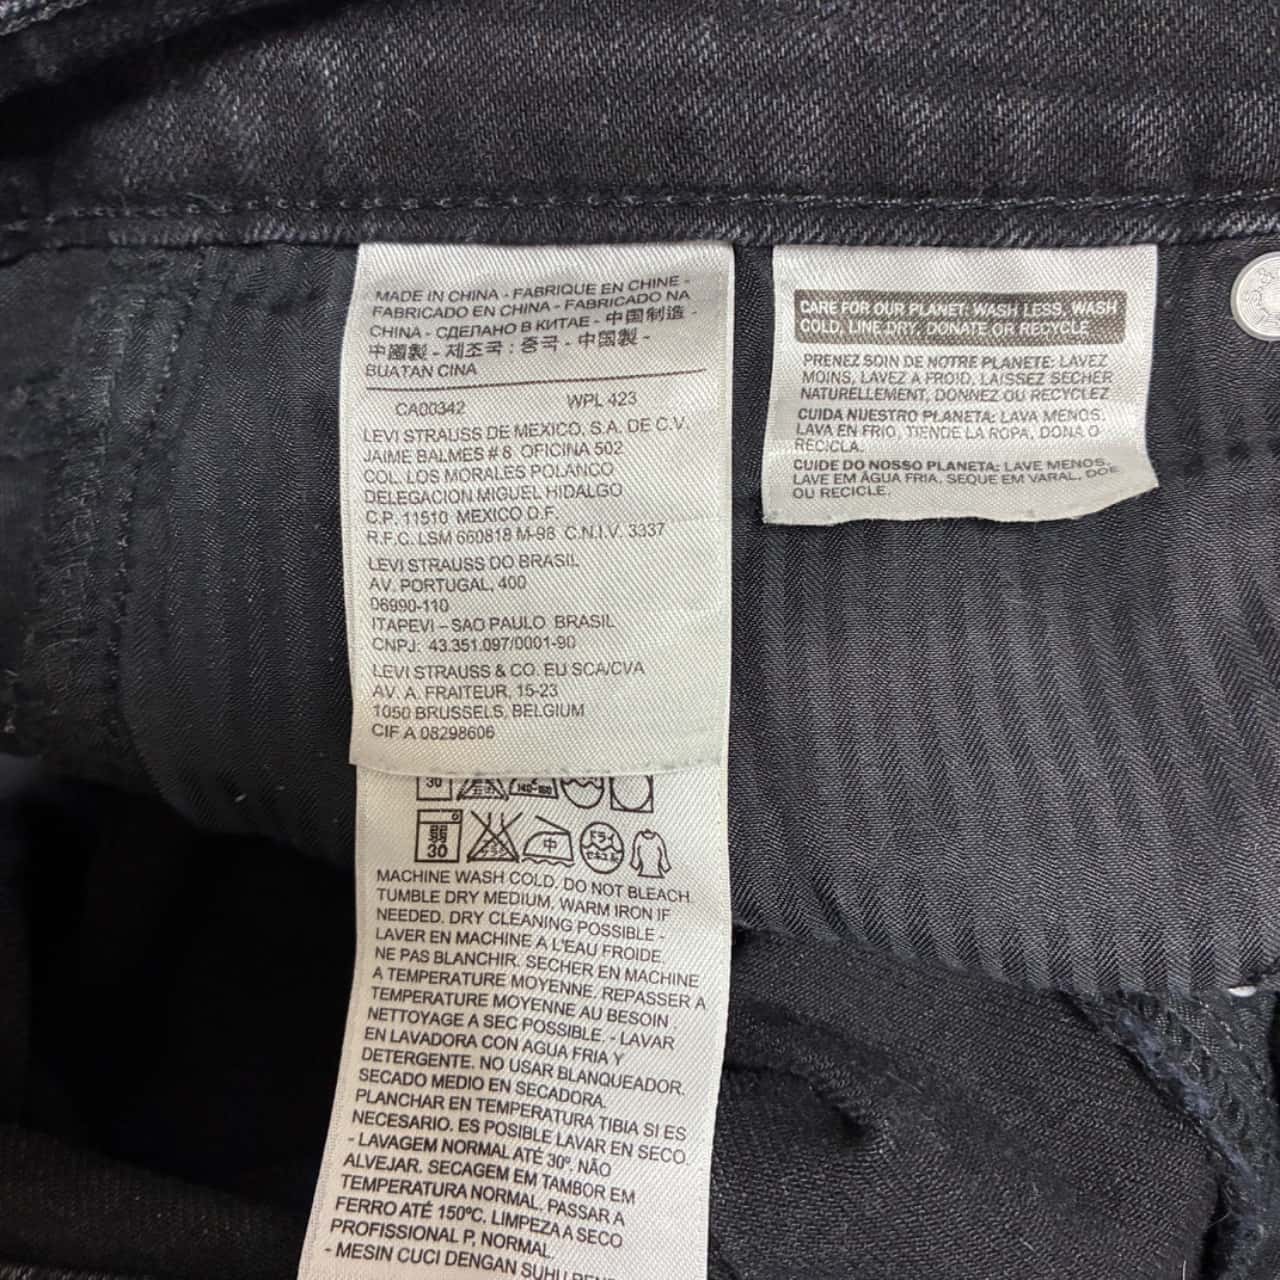 MADE IN CHINA - FABRIQUE EN CHINE -
FABRICADO EN CHINA - FABRICADO NA
CHINA - СДЕЛАНО В КИТАЕ - 中国制造 -
中國製 - 제조국 : 중국 - 中国製 -
BUATAN CINA
CA00342 WPL 423
LEVI STRAUSS DE MEXICO, S.A. DE C.V.
JAIME BALMES # 8 OFICINA 502
COL. LOS MORALES POLANCO
DELEGACION MIGUEL HIDALGO
C.P. 11510 MEXICO D.F.
R.F.C. LSM 660818 M-98 C.N.I.V. 3337
LEVI STRAUSS DO BRASIL
AV. PORTUGAL, 400
06990-110
ITAPEVI – SAO PAULO BRASIL
CNPJ: 43.351.097/0001-90
LEVI STRAUSS & CO. EU SCA/CVA
AV. A. FRAITEUR, 15-23
1050 BRUSSELS, BELGIUM
CIF A 08298606
30
30 中 ドライ
MACHINE WASH COLD. DO NOT BLEACH.
TUMBLE DRY MEDIUM. WARM IRON IF
NEEDED. DRY CLEANING POSSIBLE -
LAVER EN MACHINE A L'EAU FROIDE.
NE PAS BLANCHIR. SECHER EN MACHINE
A TEMPERATURE MOYENNE. REPASSER A
TEMPERATURE MOYENNE AU BESOIN.
NETTOYAGE A SEC POSSIBLE. - LAVAR
EN LAVADORA CON AGUA FRIA Y
DETERGENTE. NO USAR BLANQUEADOR.
SECADO MEDIO EN SECADORA.
PLANCHAR EN TEMPERATURA TIBIA SI ES
NECESARIO. ES POSIBLE LAVAR EN SECO.
- LAVAGEM NORMAL ATÉ 30º. NÃO
ALVEJAR. SECAGEM EM TAMBOR EM
TEMPERATURA NORMAL. PASSAR A
FERRO ATÉ 150ºC. LIMPEZA A SECO
PROFISSIONAL P, NORMAL.
- MESIN CUCI DENGAN SUHU
CARE FOR OUR PLANET: WASH LESS, WASH
COLD, LINE DRY, DONATE OR RECYCLE
PRENEZ SOIN DE NOTRE PLANETE: LAVEZ
MOINS, LAVEZ A FROID, LAISSEZ SECHER
NATURELLEMENT, DONNEZ OU RECYCLEZ
CUIDA NUESTRO PLANETA: LAVA MENOS,
LAVA EN FRIO, TIENDE LA ROPA, DONA O
RECICLA.
CUIDE DO NOSSO PLANETA: LAVE MENOS,
LAVE EM ÁGUA FRIA, SEQUE EM VARAL, DOE
OU RECICLE.